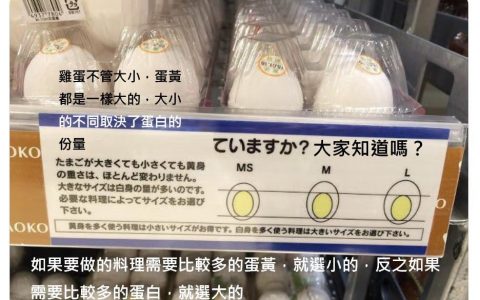 雞蛋不管大小，蛋黃
都是一樣大的，大小
的不同取決了蛋白的
份量
ていますか？大家知道嗎？
たまごが大きくても小さくても黄身
の重さは、ほとんど変わりません。
大きなサイズは白身の量が多いのです。
必要な料理によってサイズをお選び
下さい。
MS M L
黄身を多く使う料理は小さいサイズがお得です。白身を多く使う料理は大きいサイズをお選び下さい。
AOKO
如果要做的料理需要比較多的蛋黃，就選小的，反之如果
需要比較多的蛋白，就選大的